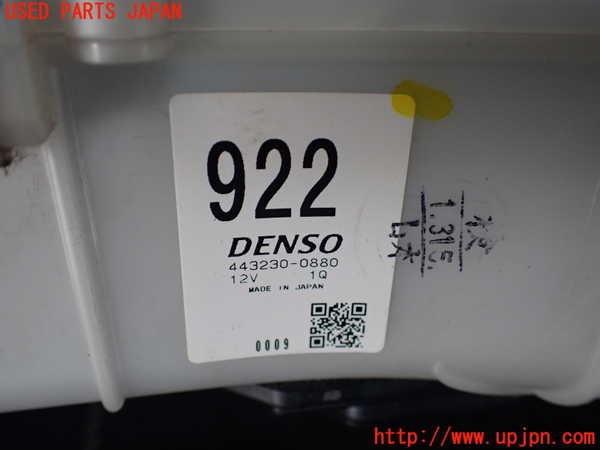 USED PARTS JAPAN
922
DENSO
443230-0880
12V 1Q
MADE IN JAPAN
0009
http://www.upjpn.com/